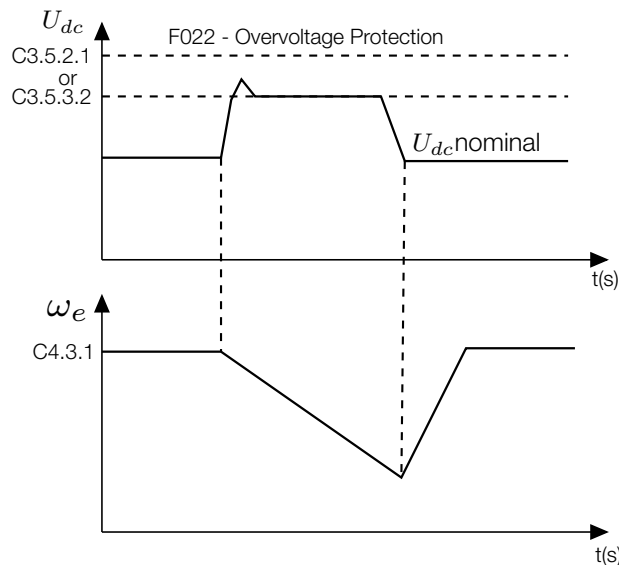 U_dc
F022 - Overvoltage Protection
C3.5.2.1
or
C3.5.3.2
U_dc nominal
t(s)
ω_e
C4.3.1
t(s)